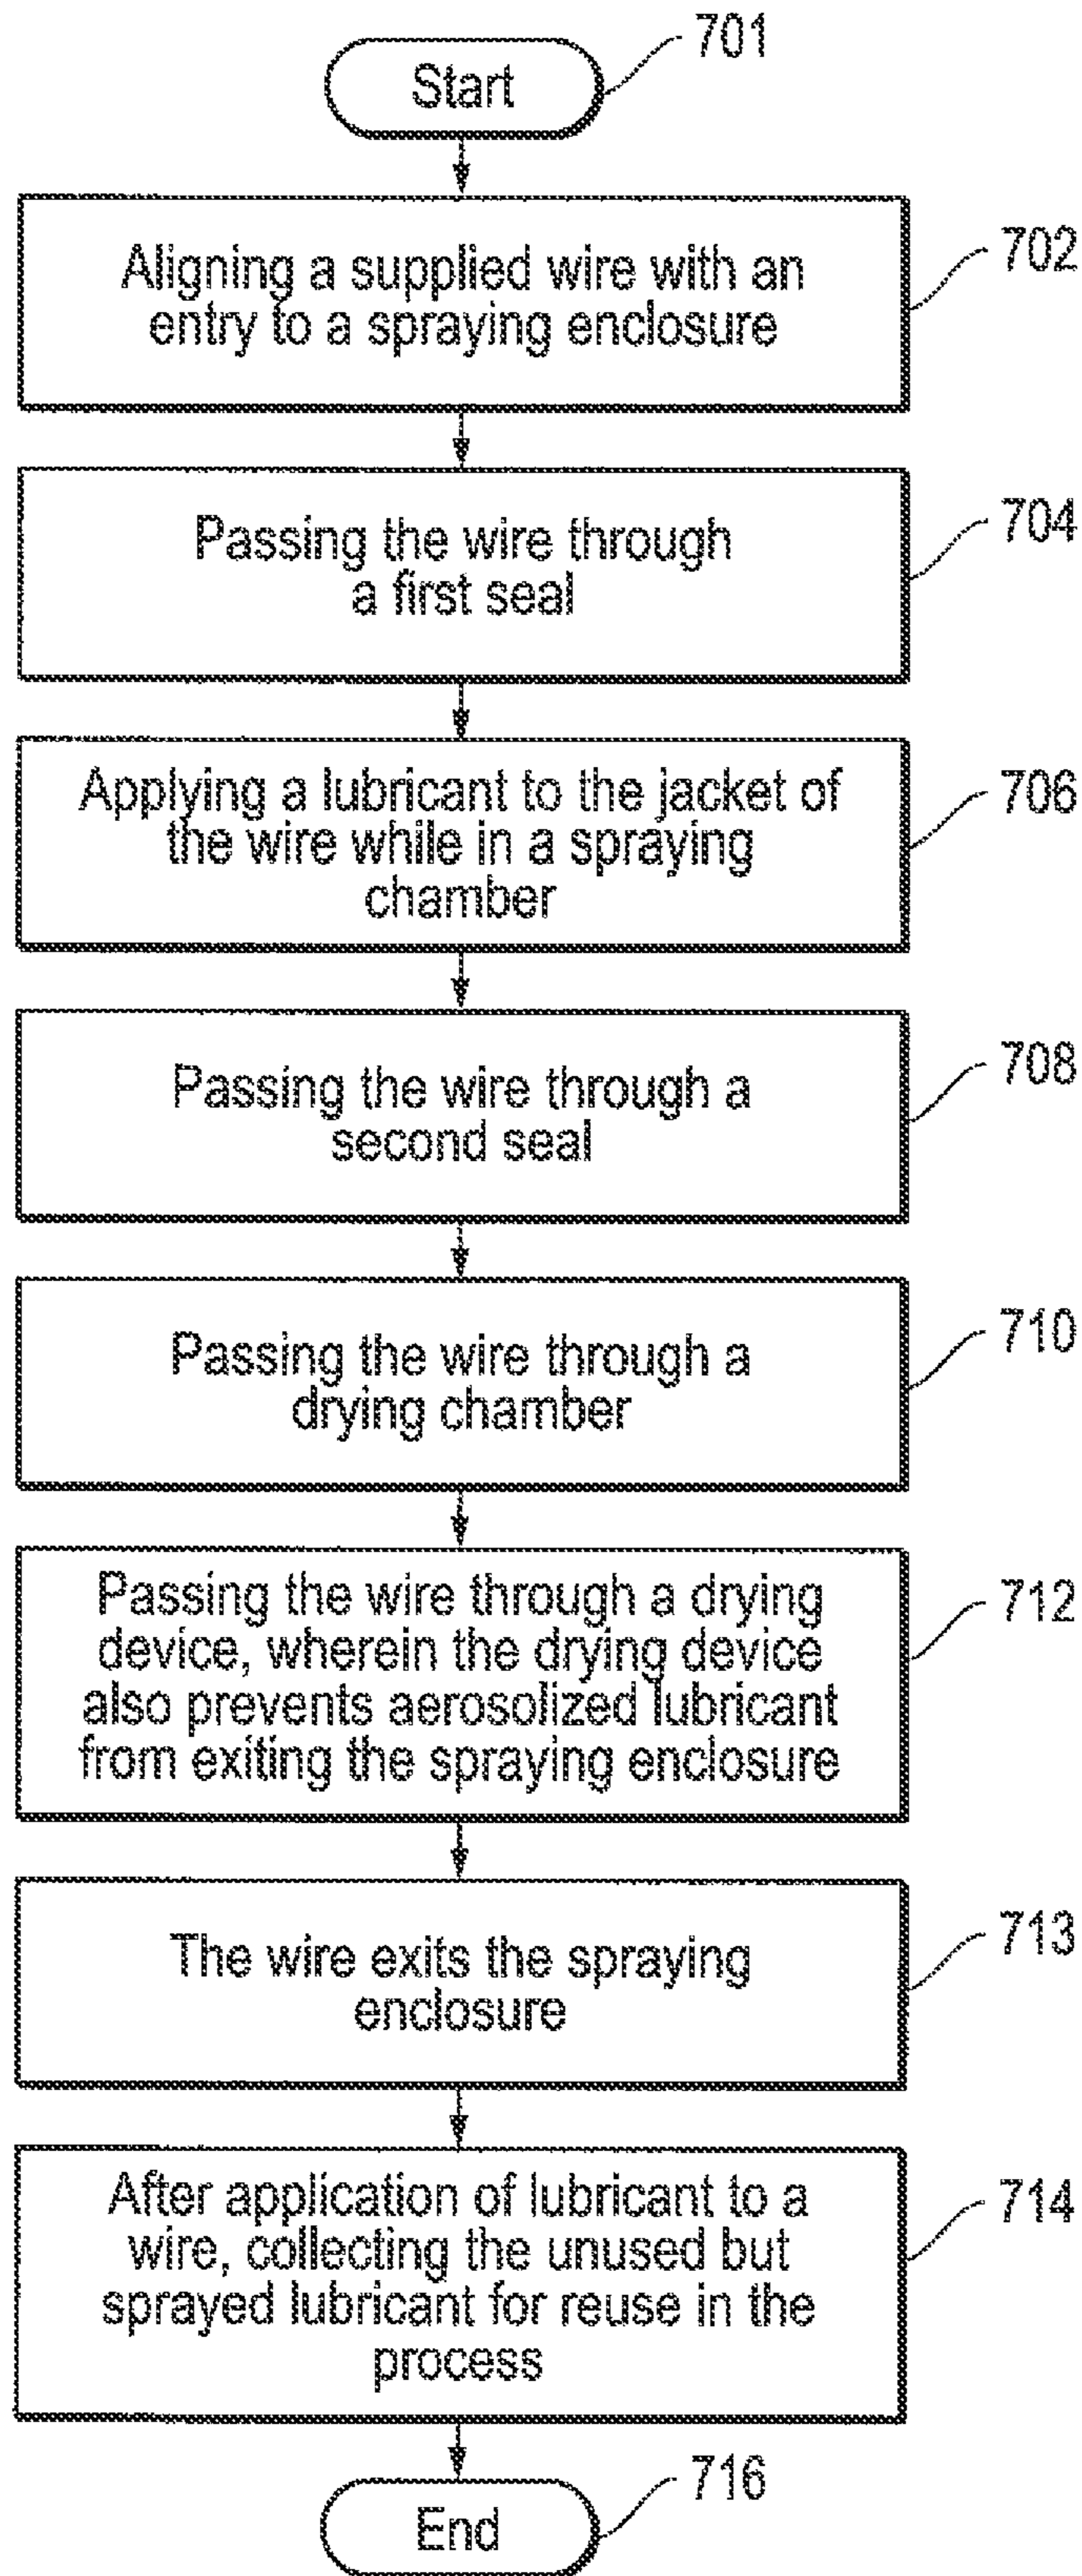 701
Start
702
Aligning a supplied wire with an
entry to a spraying enclosure
704
Passing the wire through
a first seal
706
Applying a lubricant to the jacket of
the wire while in a spraying
chamber
708
Passing the wire through a
second seal
710
Passing the wire through a
drying chamber
712
Passing the wire through a drying
device, wherein the drying device
also prevents aerosolized lubricant
from exiting the spraying enclosure
713
The wire exits the spraying
enclosure
714
After application of lubricant to a
wire, collecting the unused but
sprayed lubricant for reuse in the
process
716
End